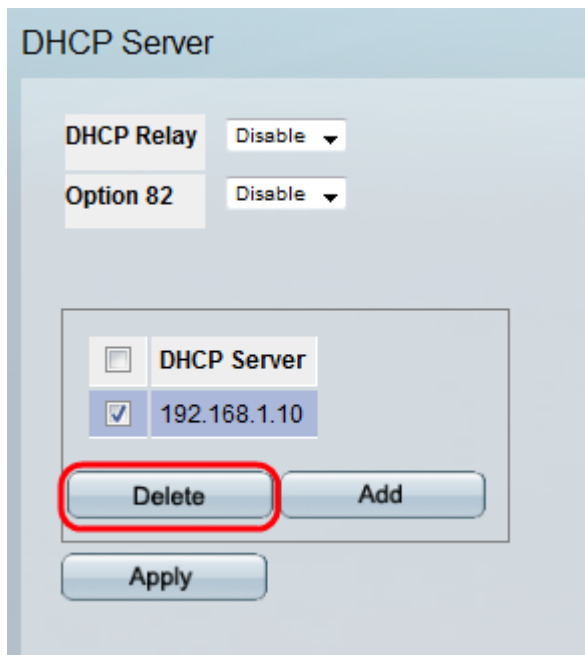 DHCP Server
DHCP Relay Disable
Option 82 Disable
DHCP Server
192.168.1.10
Delete Add
Apply